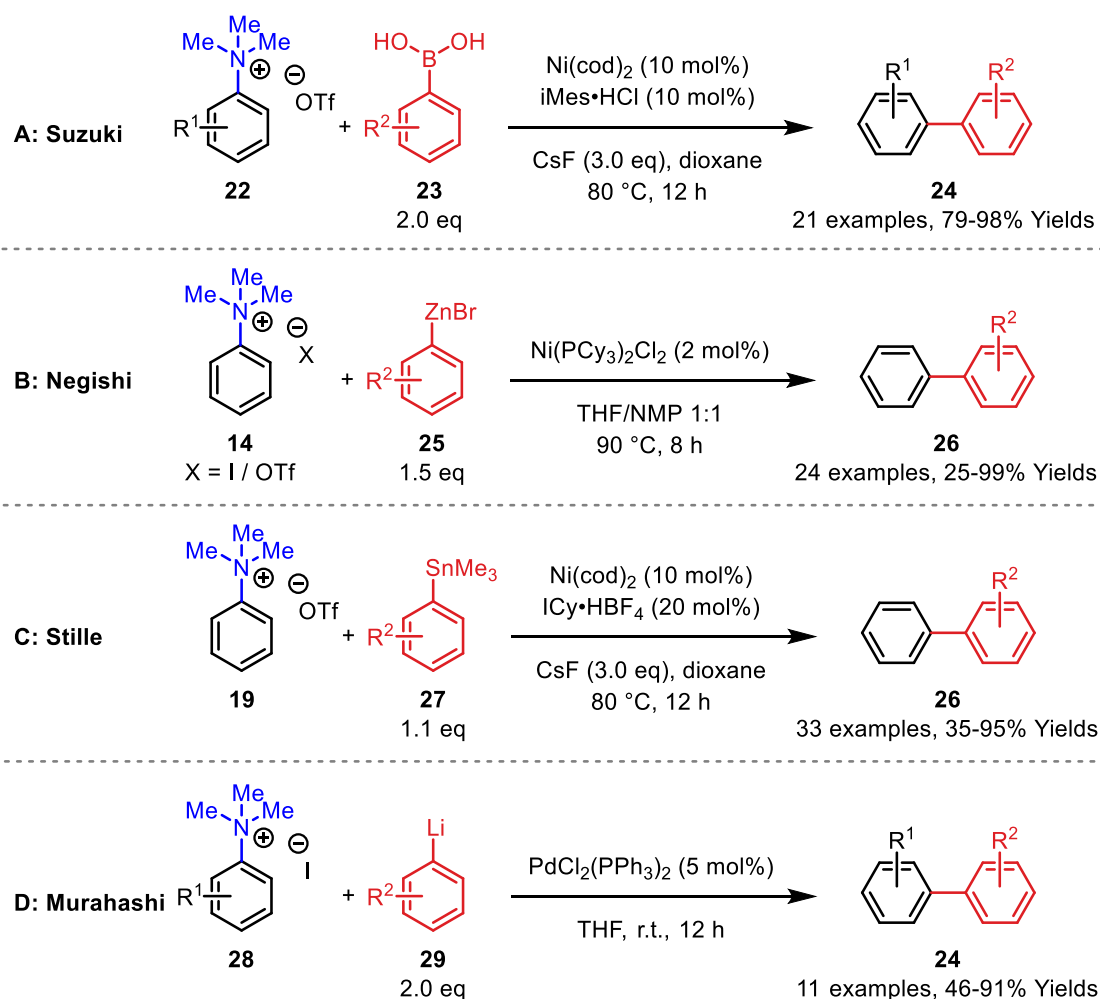 Me
Me Me
N
⊕ ⊖
OTf
R¹
22
+
HO OH
B
R²
23
2.0 eq
A: Suzuki
Ni(cod)₂ (10 mol%)
iMes•HCl (10 mol%)
CsF (3.0 eq), dioxane
80 °C, 12 h
R¹ R²
24
21 examples, 79-98% Yields
Me
Me Me
N
⊕ ⊖
X
14
X = I / OTf
+
ZnBr
R²
25
1.5 eq
B: Negishi
Ni(PCy₃)₂Cl₂ (2 mol%)
THF/NMP 1:1
90 °C, 8 h
R²
26
24 examples, 25-99% Yields
Me
Me Me
N
⊕ ⊖
OTf
19
+
SnMe₃
R²
27
1.1 eq
C: Stille
Ni(cod)₂ (10 mol%)
ICy•HBF₄ (20 mol%)
CsF (3.0 eq), dioxane
80 °C, 12 h
R²
26
33 examples, 35-95% Yields
Me
Me Me
N
⊕ ⊖
I
R¹
28
+
Li
R²
29
2.0 eq
D: Murahashi
PdCl₂(PPh₃)₂ (5 mol%)
THF, r.t., 12 h
R¹ R²
24
11 examples, 46-91% Yields